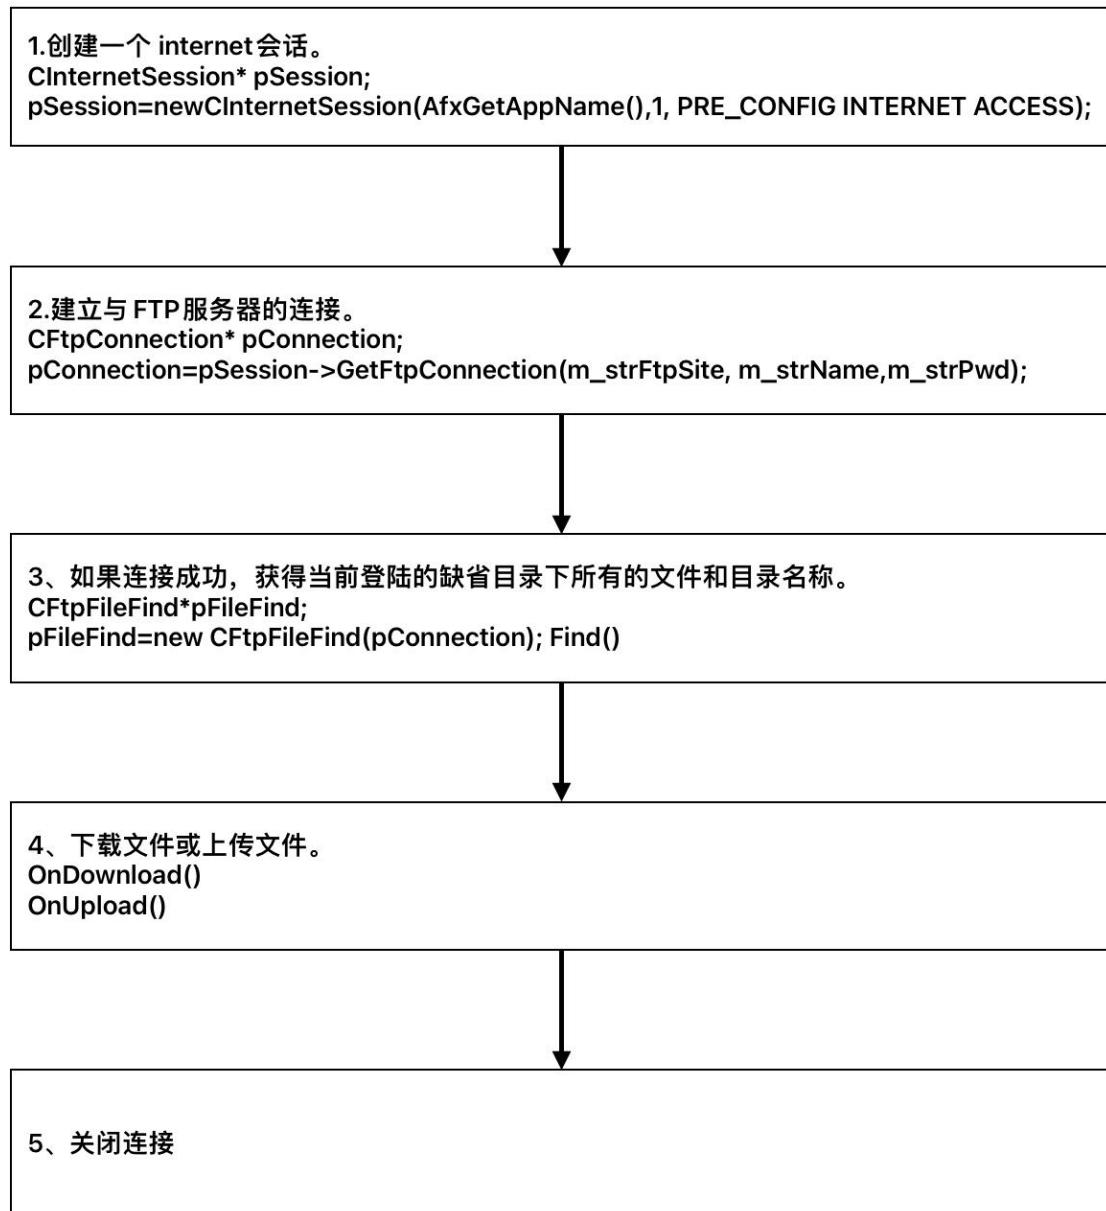 1.创建一个 internet会话。
CInternetSession* pSession;
pSession=newCInternetSession(AfxGetAppName(),1, PRE_CONFIG INTERNET ACCESS);
2.建立与 FTP服务器的连接。
CFtpConnection* pConnection;
pConnection=pSession->GetFtpConnection(m_strFtpSite, m_strName,m_strPwd);
3、如果连接成功，获得当前登陆的缺省目录下所有的文件和目录名称。
CFtpFileFind*pFileFind;
pFileFind=new CFtpFileFind(pConnection); Find()
4、下载文件或上传文件。
OnDownload()
OnUpload()
5、关闭连接